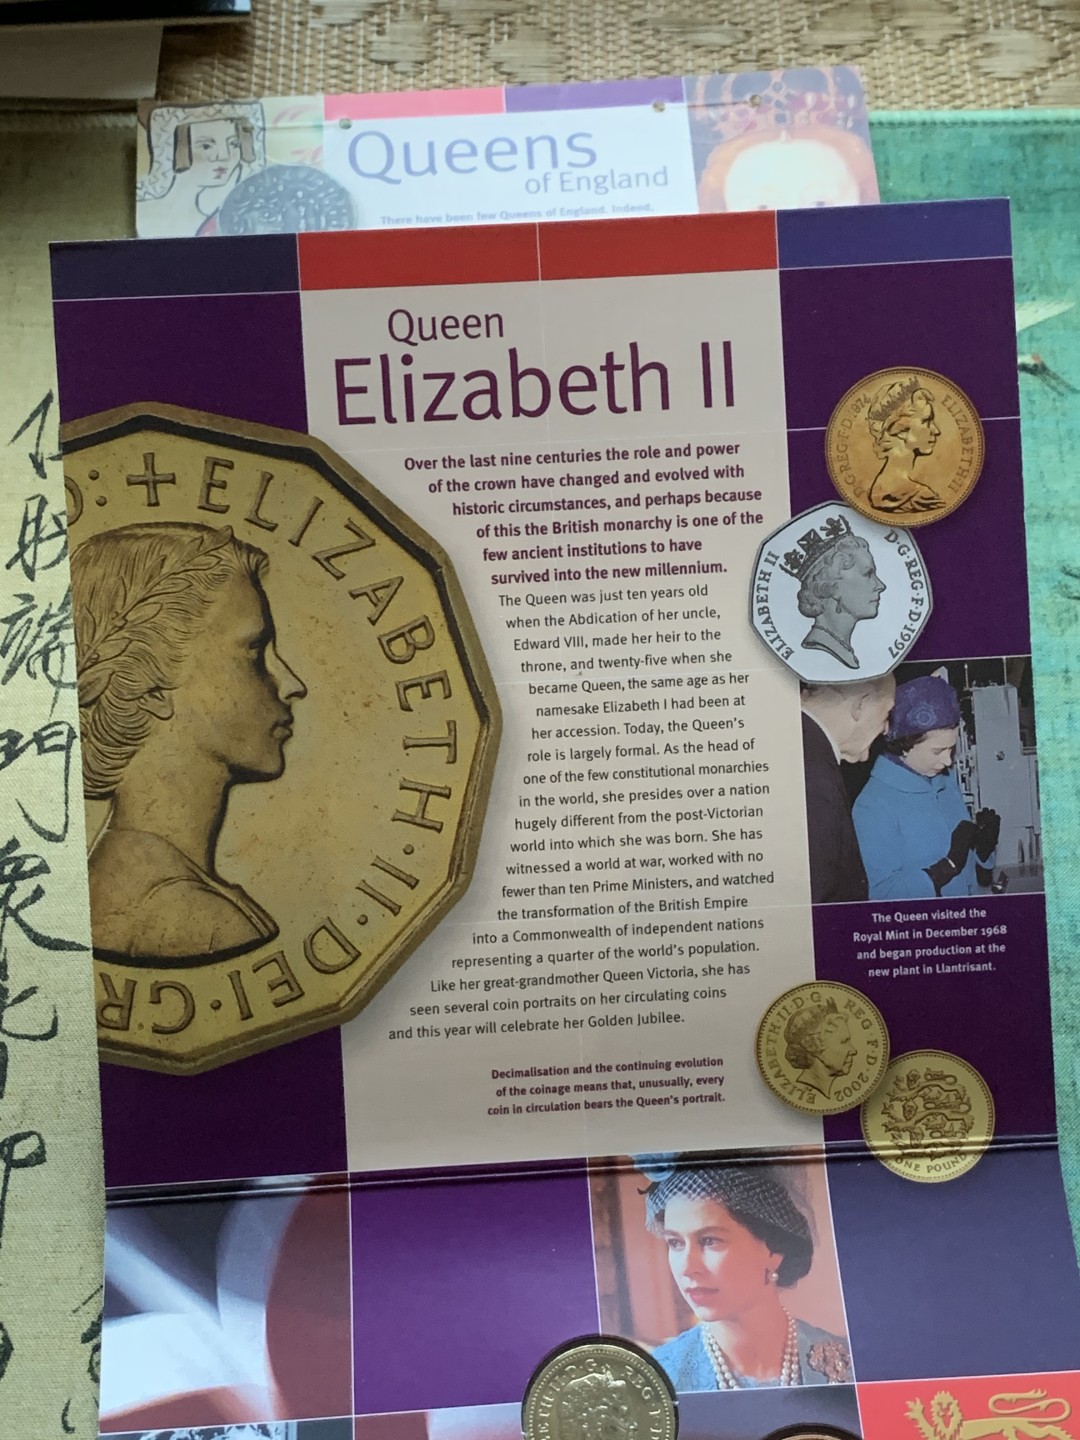 Queens
of England
There have been few Queens of England. Indeed,
Queen
Elizabeth II
Over the last nine centuries the role and power
of the crown have changed and evolved with
historic circumstances, and perhaps because
of this the British monarchy is one of the
few ancient institutions to have
survived into the new millennium.
The Queen was just ten years old
when the Abdication of her uncle,
Edward VIII, made her heir to the
throne, and twenty-five when she
became Queen, the same age as her
namesake Elizabeth I had been at
her accession. Today, the Queen's
role is largely formal. As the head of
one of the few constitutional monarchies
in the world, she presides over a nation
hugely different from the post-Victorian
world into which she was born. She has
witnessed a world at war, worked with no
fewer than ten Prime Ministers, and watched
the transformation of the British Empire
into a Commonwealth of independent nations
representing a quarter of the world's population.
Like her great-grandmother Queen Victoria, she has
seen several coin portraits on her circulating coins
and this year will celebrate her Golden Jubilee.
Decimalisation and the continuing evolution
of the coinage means that, unusually, every
coin in circulation bears the Queen's portrait.
+ELIZABETH·II·DEI·GR
D·G·REG·F·D·1974 ELIZABETH·II
ELIZABETH II D·G·REG·F·D·1997
The Queen visited the
Royal Mint in December 1968
and began production at the
new plant in Llantrisant.
ELIZABETH·II·D·G REG·F·D·2002
ONE POUND
門
眾